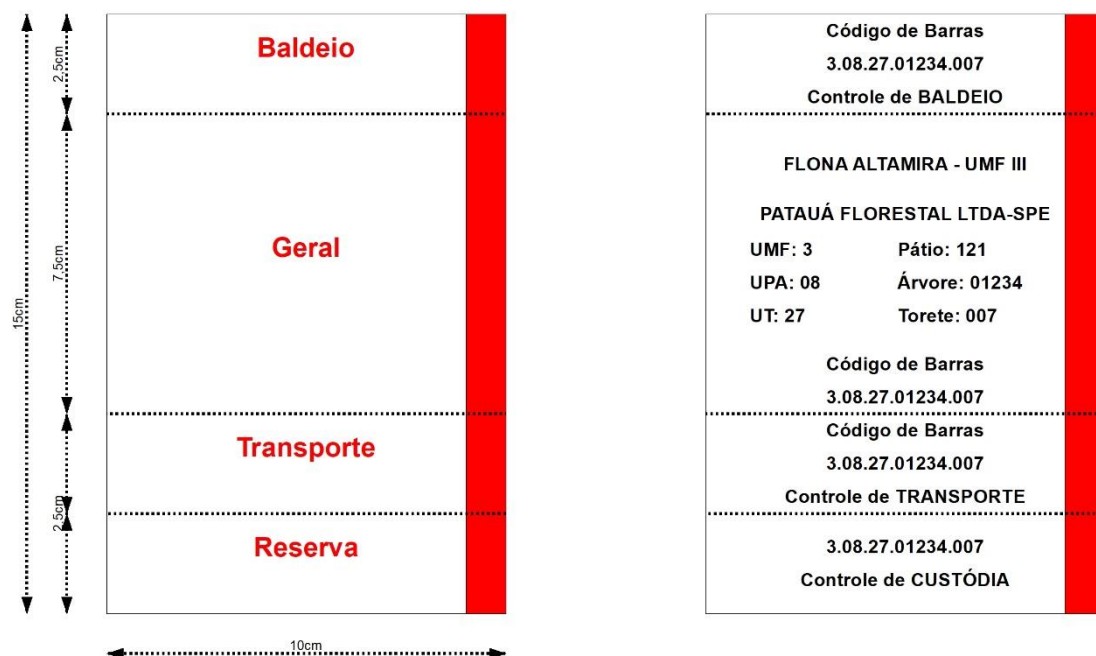 2,5cm
7,5cm
15cm
2,5cm
10cm
Baldeio
Geral
Transporte
Reserva
Código de Barras
3.08.27.01234.007
Controle de BALDEIO
FLONA ALTAMIRA - UMF III
PATAUÁ FLORESTAL LTDA-SPE
UMF: 3 Pátio: 121
UPA: 08 Árvore: 01234
UT: 27 Torete: 007
Código de Barras
3.08.27.01234.007
Código de Barras
3.08.27.01234.007
Controle de TRANSPORTE
3.08.27.01234.007
Controle de CUSTÓDIA